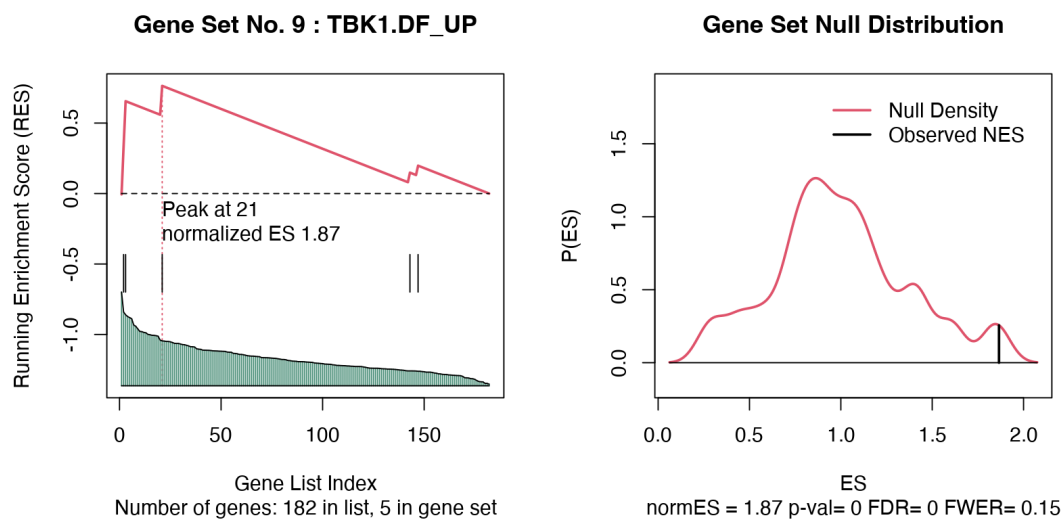 Gene Set No. 9 : TBK1.DF_UP
Running Enrichment Score (RES)
0.5
0.0
-0.5
-1.0
Peak at 21
normalized ES 1.87
0 50 100 150
Gene List Index
Number of genes: 182 in list, 5 in gene set
Gene Set Null Distribution
P(ES)
1.5
1.0
0.5
0.0
Null Density
Observed NES
0.0 0.5 1.0 1.5 2.0
ES
normES = 1.87 p-val= 0 FDR= 0 FWER= 0.15